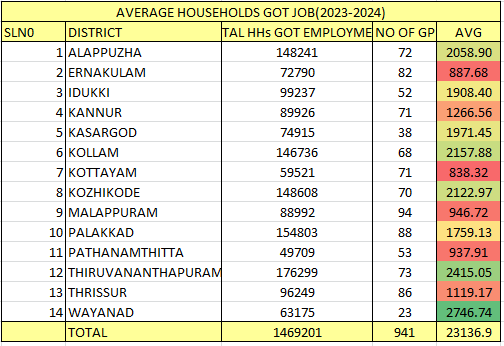 AVERAGE HOUSEHOLDS GOT JOB(2023-2024)
SLN0 DISTRICT TAL HHs GOT EMPLOYME NO OF GP AVG
1 ALAPPUZHA 148241 72 2058.90
2 ERNAKULAM 72790 82 887.68
3 IDUKKI 99237 52 1908.40
4 KANNUR 89926 71 1266.56
5 KASARGOD 74915 38 1971.45
6 KOLLAM 146736 68 2157.88
7 KOTTAYAM 59521 71 838.32
8 KOZHIKODE 148608 70 2122.97
9 MALAPPURAM 88992 94 946.72
10 PALAKKAD 154803 88 1759.13
11 PATHANAMTHITTA 49709 53 937.91
12 THIRUVANANTHAPURAM 176299 73 2415.05
13 THRISSUR 96249 86 1119.17
14 WAYANAD 63175 23 2746.74
TOTAL 1469201 941 23136.9